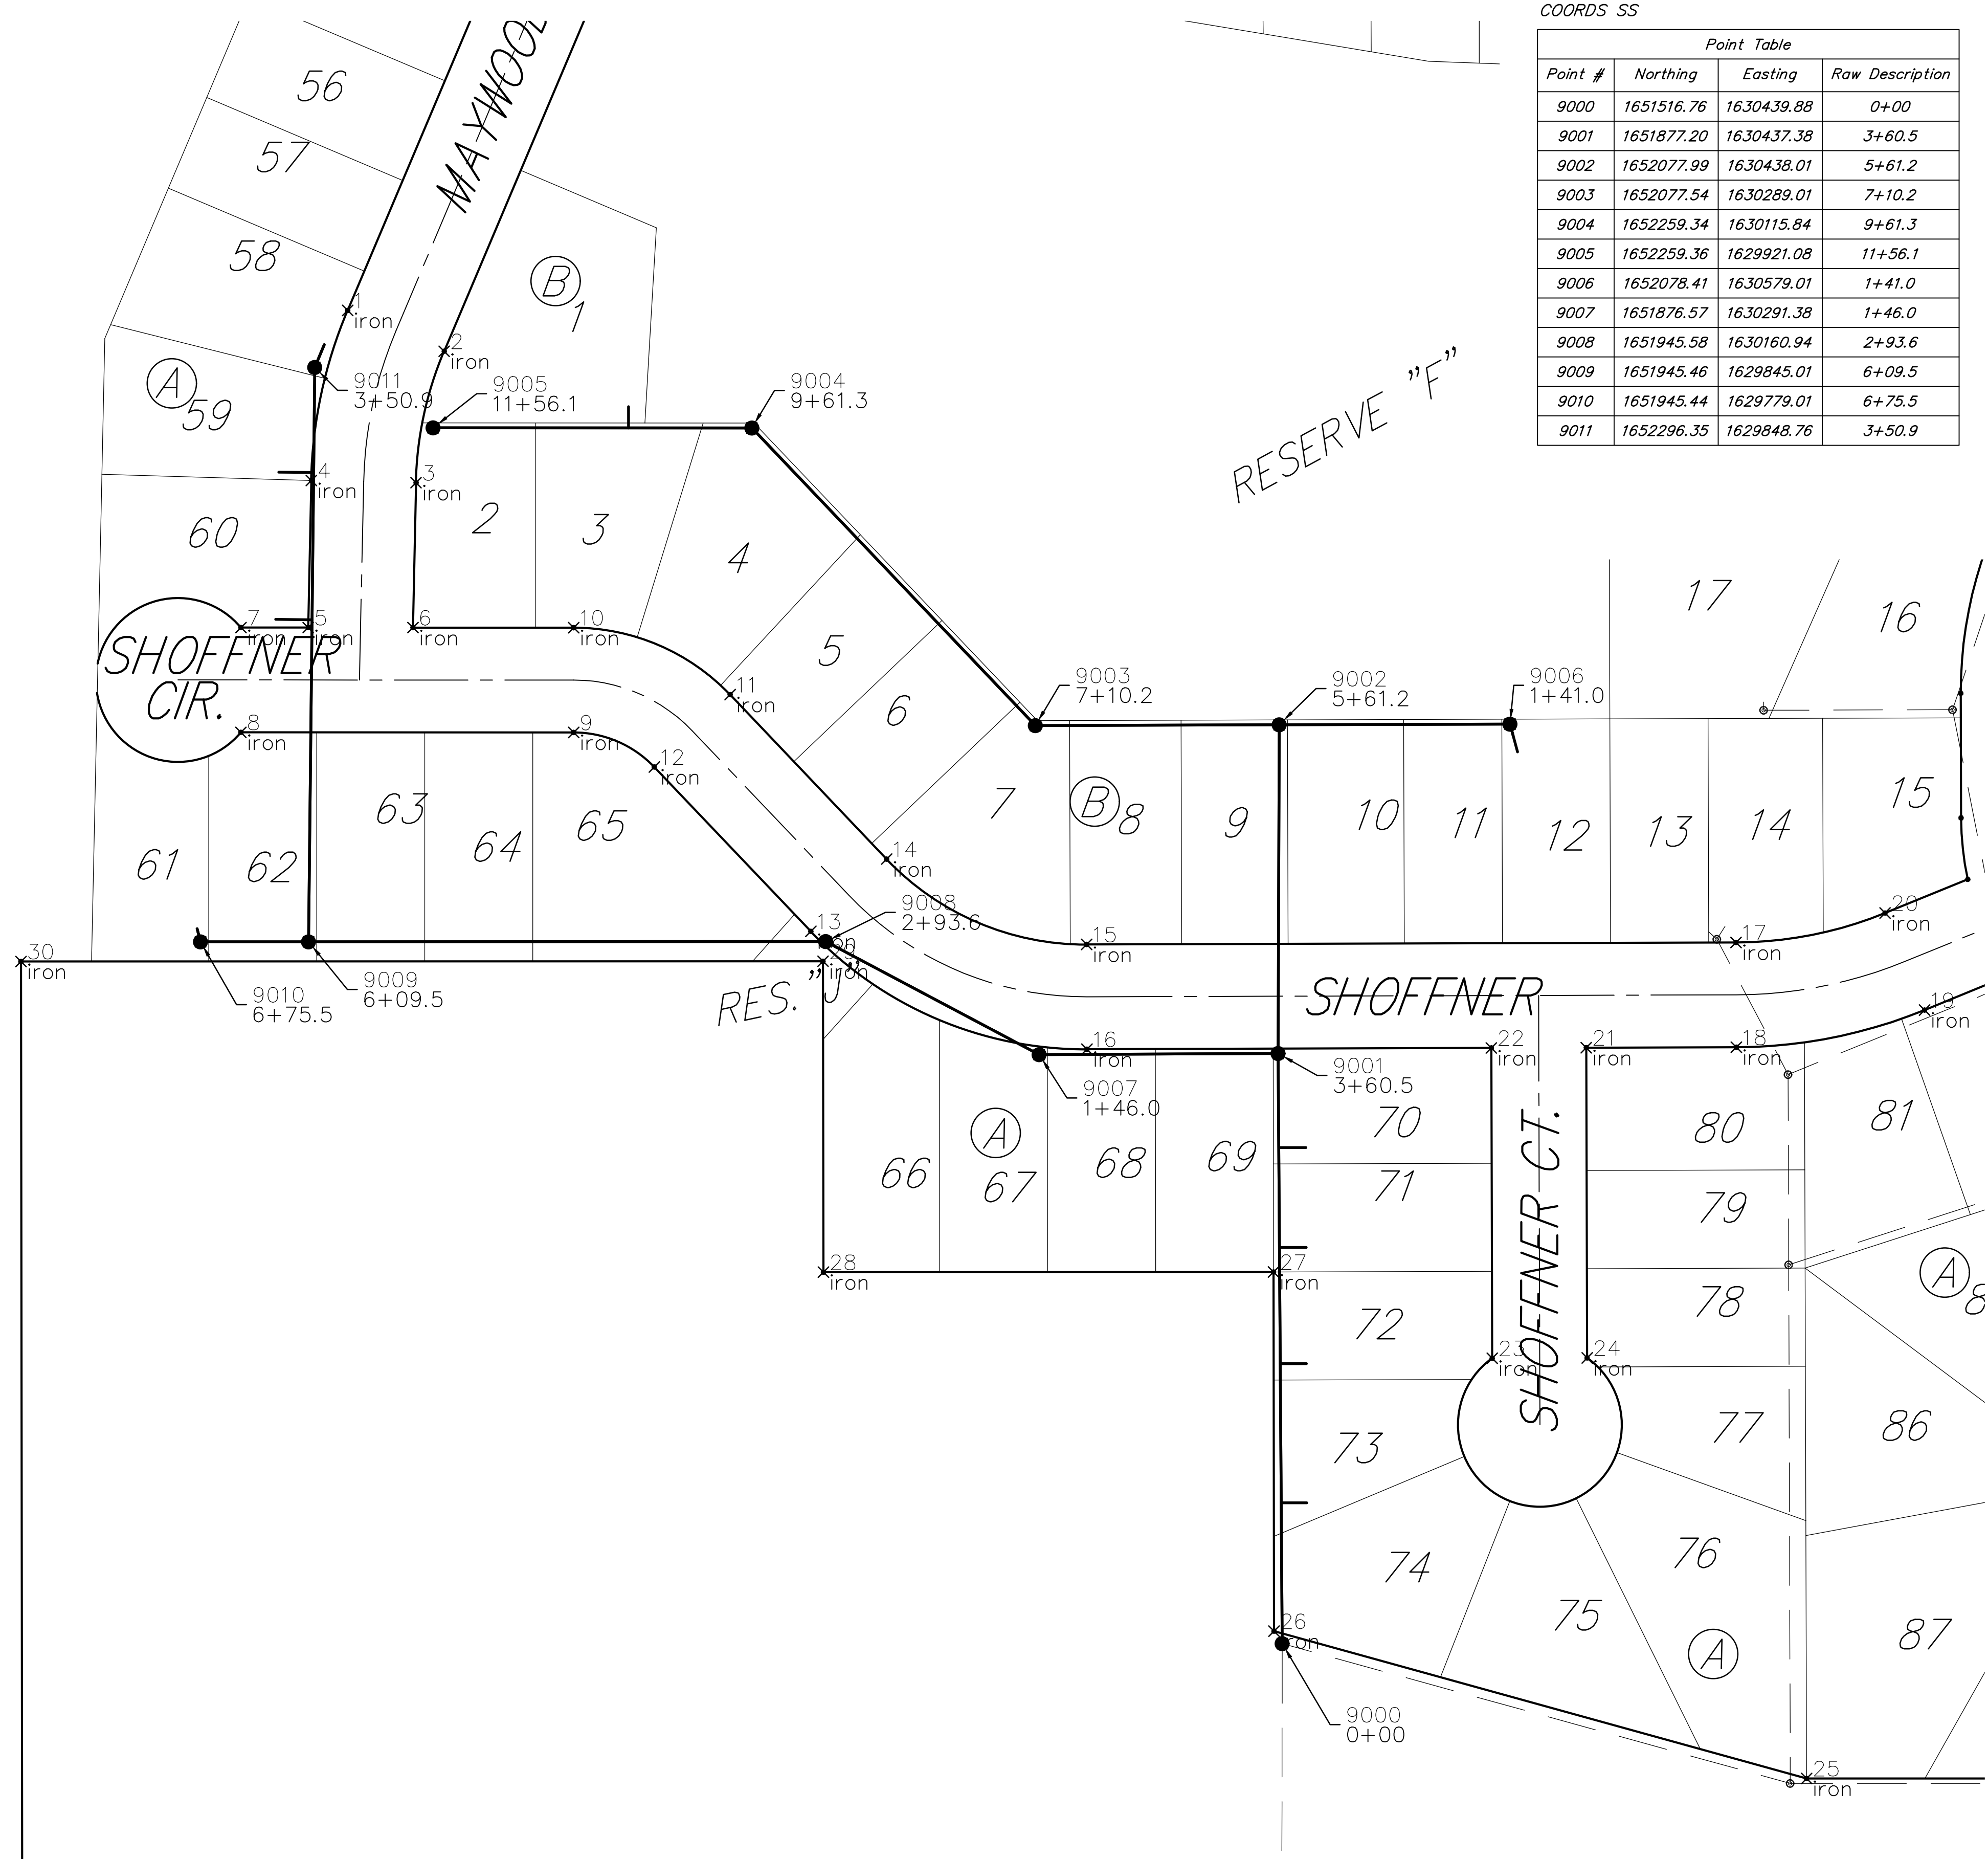 COORDS SS
Point Table
Point # Northing Easting Raw Description
9000 1651516.76 1630439.88 0+00
9001 1651877.20 1630437.38 3+60.5
9002 1652077.99 1630438.01 5+61.2
9003 1652077.54 1630289.01 7+10.2
9004 1652259.34 1630115.84 9+61.3
9005 1652259.36 1629921.08 11+56.1
9006 1652078.41 1630579.01 1+41.0
9007 1651876.57 1630291.38 1+46.0
9008 1651945.58 1630160.94 2+93.6
9009 1651945.46 1629845.01 6+09.5
9010 1651945.44 1629779.01 6+75.5
9011 1652296.35 1629848.76 3+50.9
56
57
58
MAYWOOD
B
1
1
iron
2
iron
A
59
9011
3+50.9
9005
11+56.1
9004
9+61.3
RESERVE "F"
4
iron
3
iron
60
2
3
4
17
16
7
iron
5
iron
6
iron
10
iron
SHOFFNER
CIR.
5
6
11
iron
9003
7+10.2
9002
5+61.2
9006
1+41.0
8
iron
9
iron
12
iron
61
62
63
64
65
7
B
8
9
10
11
12
13
14
15
14
iron
13
iron
9008
2+93.6
15
iron
17
iron
20
iron
30
iron
29
iron
9010
6+75.5
9009
6+09.5
RES. "J"
SHOFFNER
19
iron
16
iron
22
iron
21
iron
18
iron
9001
3+60.5
9007
1+46.0
A
66
67
68
69
70
71
72
73
74
75
76
77
78
79
80
81
SHOFFNER CT.
28
iron
27
iron
23
iron
24
iron
A
8
86
87
26
iron
A
9000
0+00
25
iron